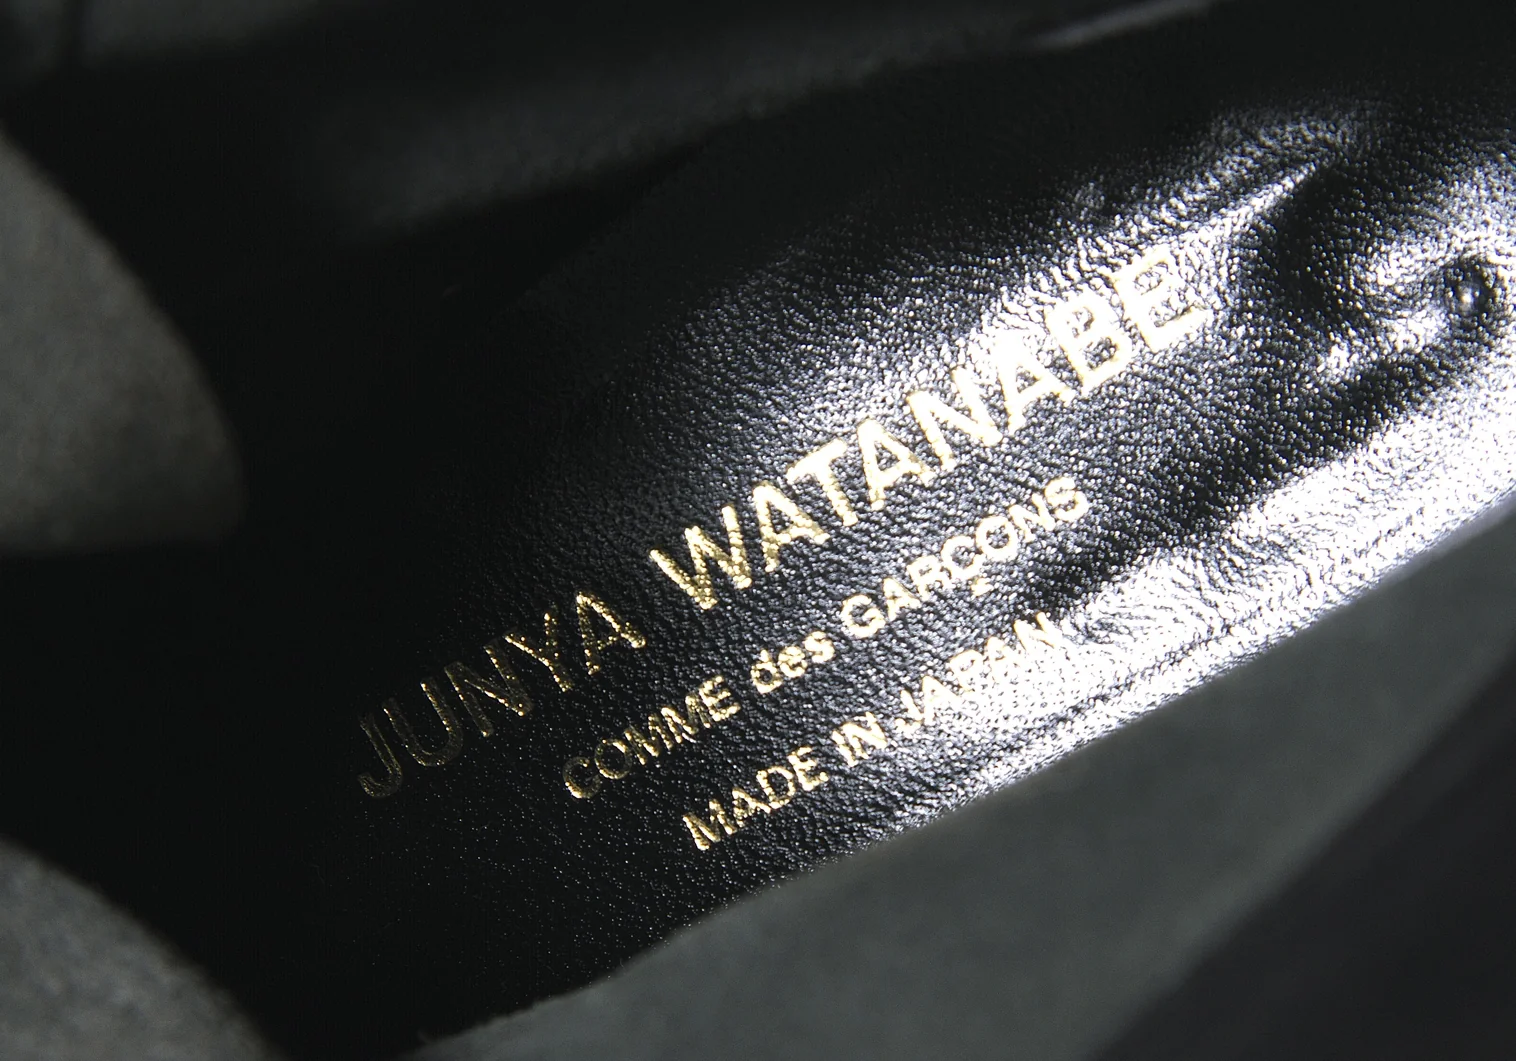 JUNYA WATANABE
COMME des GARÇONS
MADE IN JAPAN